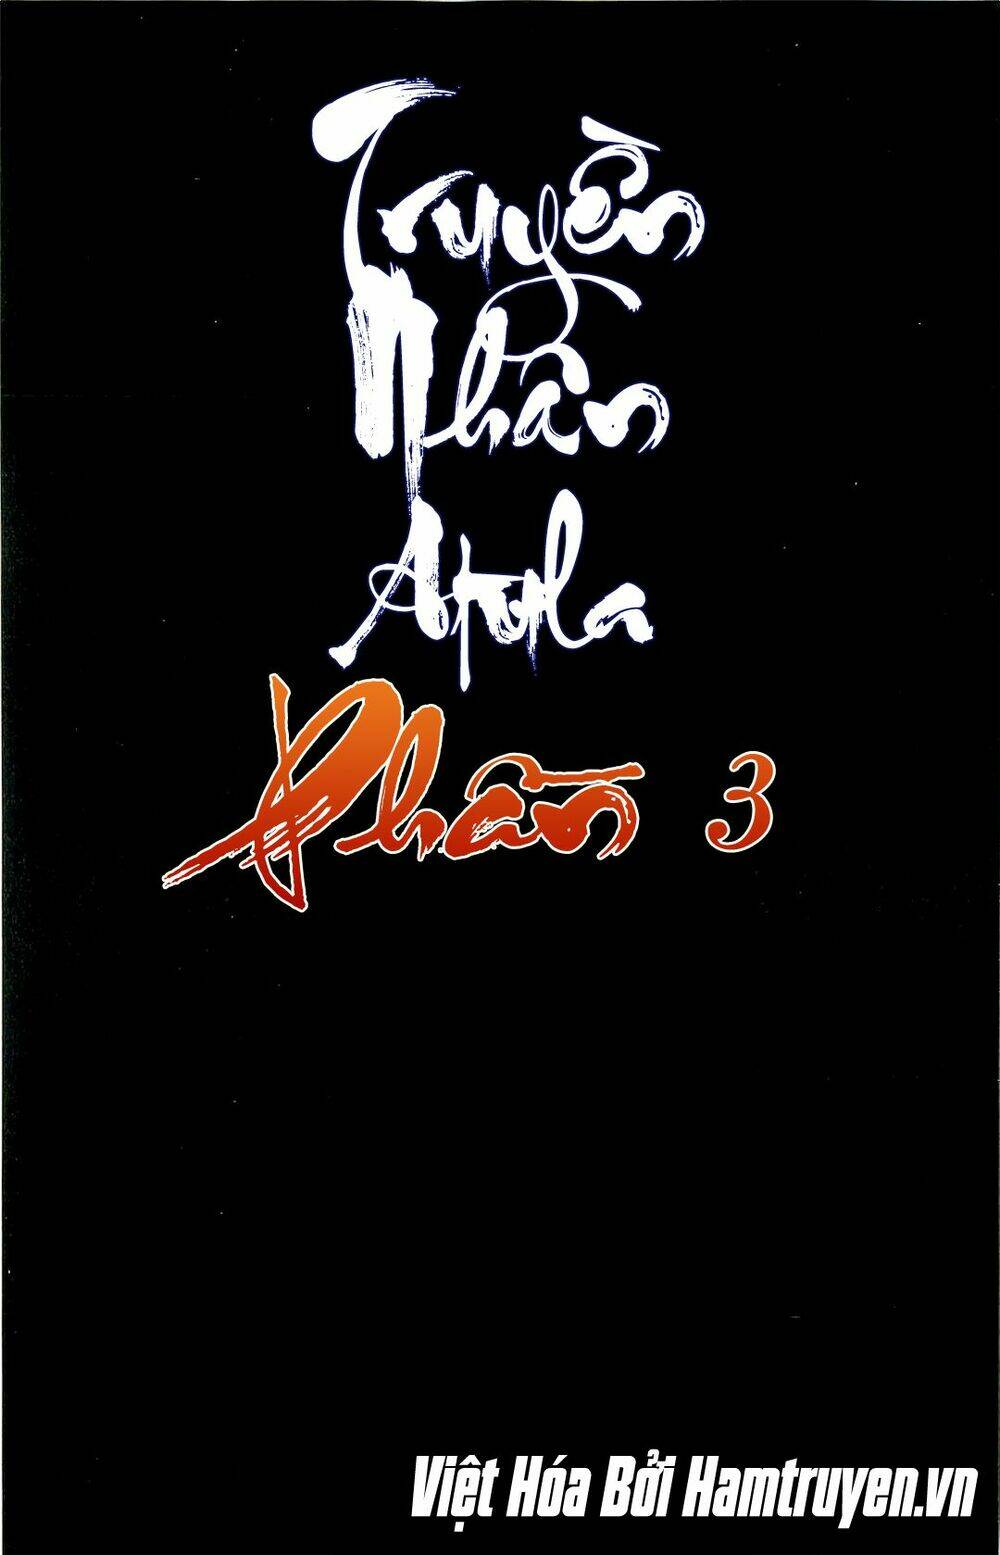 Truyền
Nhân
Atula
Phần 3
Việt Hóa Bởi Hamtruyen.vn